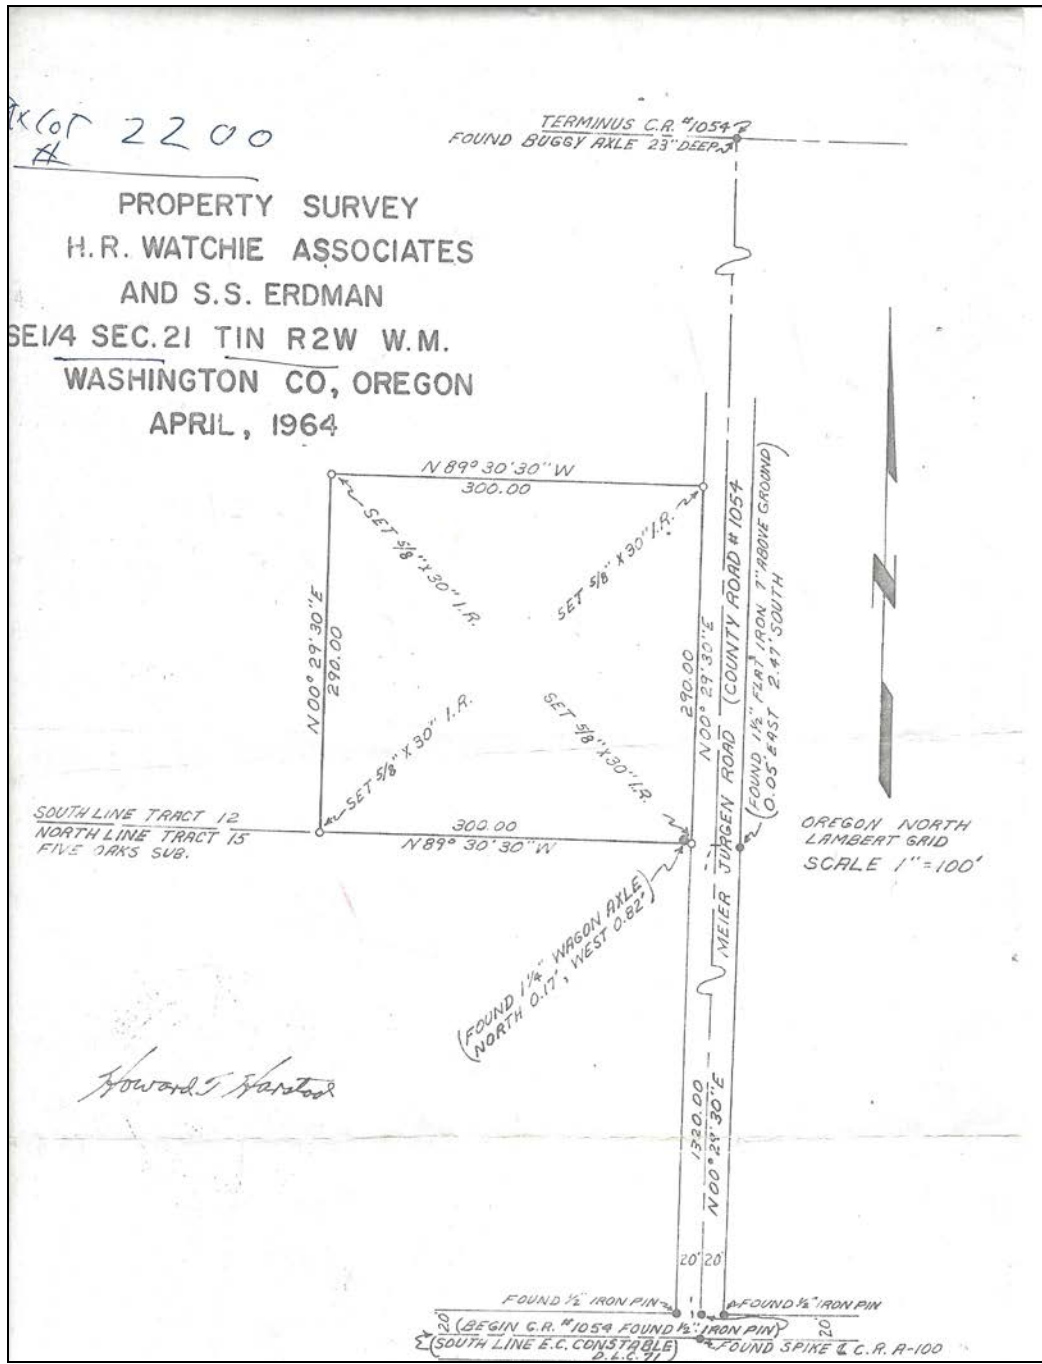 TERMINUS C.R. #1054
FOUND BUGGY AXLE 23" DEEP
2200
#
PROPERTY SURVEY
H.R. WATCHIE ASSOCIATES
AND S.S. ERDMAN
SE1/4 SEC.21 T1N R2W W.M.
WASHINGTON CO, OREGON
APRIL, 1964
N 89° 30' 30" W
300.00
SET 5/8" X 30" I.R.
SET 5/8" X 30" I.R.
N 00° 29' 30" E
290.00
290.00
N 00° 29' 30" E
MEIER JURGEN ROAD (COUNTY ROAD #1054
(FOUND 1½" FLAT IRON 7" ABOVE GROUND)
0.05' EAST 2.47' SOUTH
SET 5/8" X 30" I.R.
SET 5/8" X 30" I.R.
SOUTH LINE TRACT 12
NORTH LINE TRACT 15
FIVE OAKS SUB.
300.00
N 89° 30' 30" W
OREGON NORTH
LAMBERT GRID
SCALE 1" = 100'
(FOUND 1¼" WAGON AXLE)
NORTH 0.17', WEST 0.82'
1320.00
N 00° 29' 30" E
20' 20'
FOUND ½" IRON PIN
FOUND ½" IRON PIN
20'
(BEGIN C.R. #1054 FOUND ½" IRON PIN)
20'
(SOUTH LINE E.C. CONSTABLE)
D.L.C. 71
FOUND SPIKE ℄ C.R. A-100